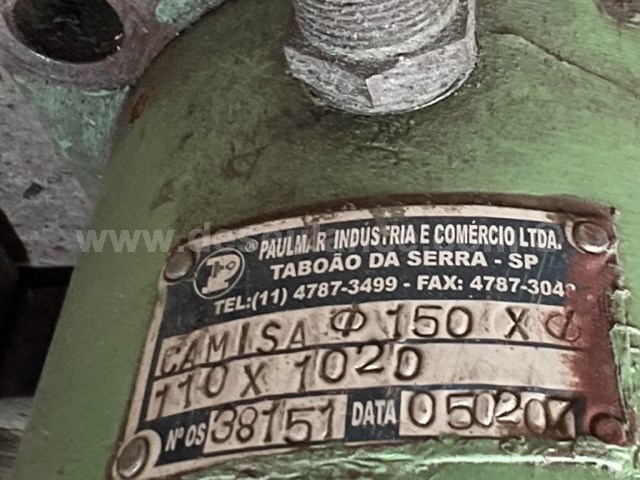 ® PAULMAR INDÚSTRIA E COMÉRCIO LTDA.
TABOÃO DA SERRA - SP
TEL:(11) 4787-3499 - FAX: 4787-304
CAMISA Φ 150 X Φ
110 X 1020
Nº OS 38151 DATA 050207